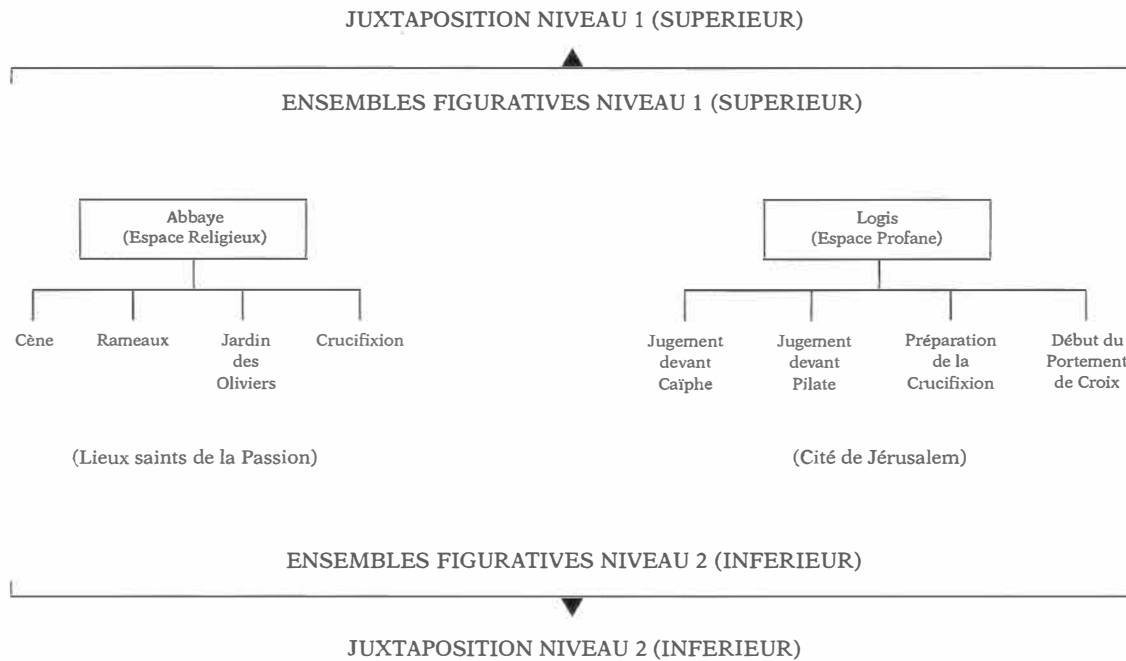 JUXTAPOSITION NIVEAU 1 (SUPERIEUR)
ENSEMBLES FIGURATIVES NIVEAU 1 (SUPERIEUR)
Abbaye
(Espace Religieux)
Cène
Rameaux
Jardin
des
Oliviers
Crucifixion
(Lieux saints de la Passion)
Logis
(Espace Profane)
Jugement
devant
Caïphe
Jugement
devant
Pilate
Préparation
de la
Crucifixion
Début du
Portement
de Croix
(Cité de Jérusalem)
ENSEMBLES FIGURATIVES NIVEAU 2 (INFERIEUR)
JUXTAPOSITION NIVEAU 2 (INFERIEUR)